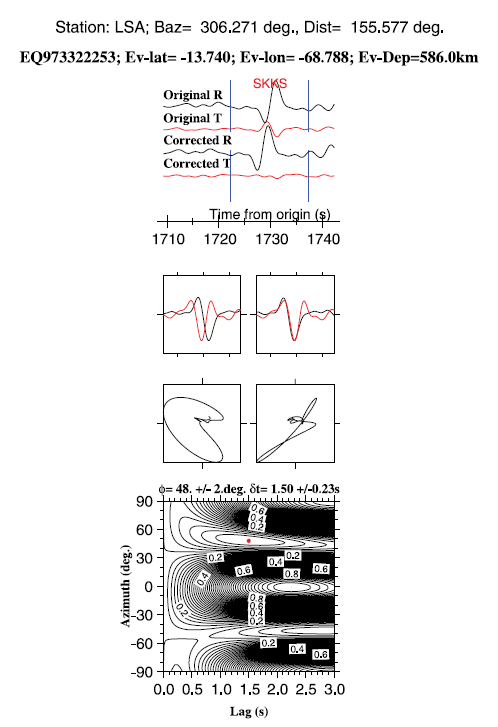 Station: LSA; Baz= 306.271 deg., Dist= 155.577 deg.
EQ973322253; Ev-lat= -13.740; Ev-lon= -68.788; Ev-Dep=586.0km
SKKS
Original R
Original T
Corrected R
Corrected T
Time from origin (s)
1710 1720 1730 1740
ϕ= 48. +/- 2.deg. δt= 1.50 +/-0.23s
90
60
30
0
-30
-60
-90
Azimuth (deg.)
0.6
0.4
0.2
0.2
0.2
0.4
0.6
0.6
0.4
0.8
0.2
0.8
0.6
0.4
0.2
0.2
0.4
0.6
0.0 0.5 1.0 1.5 2.0 2.5 3.0
Lag (s)